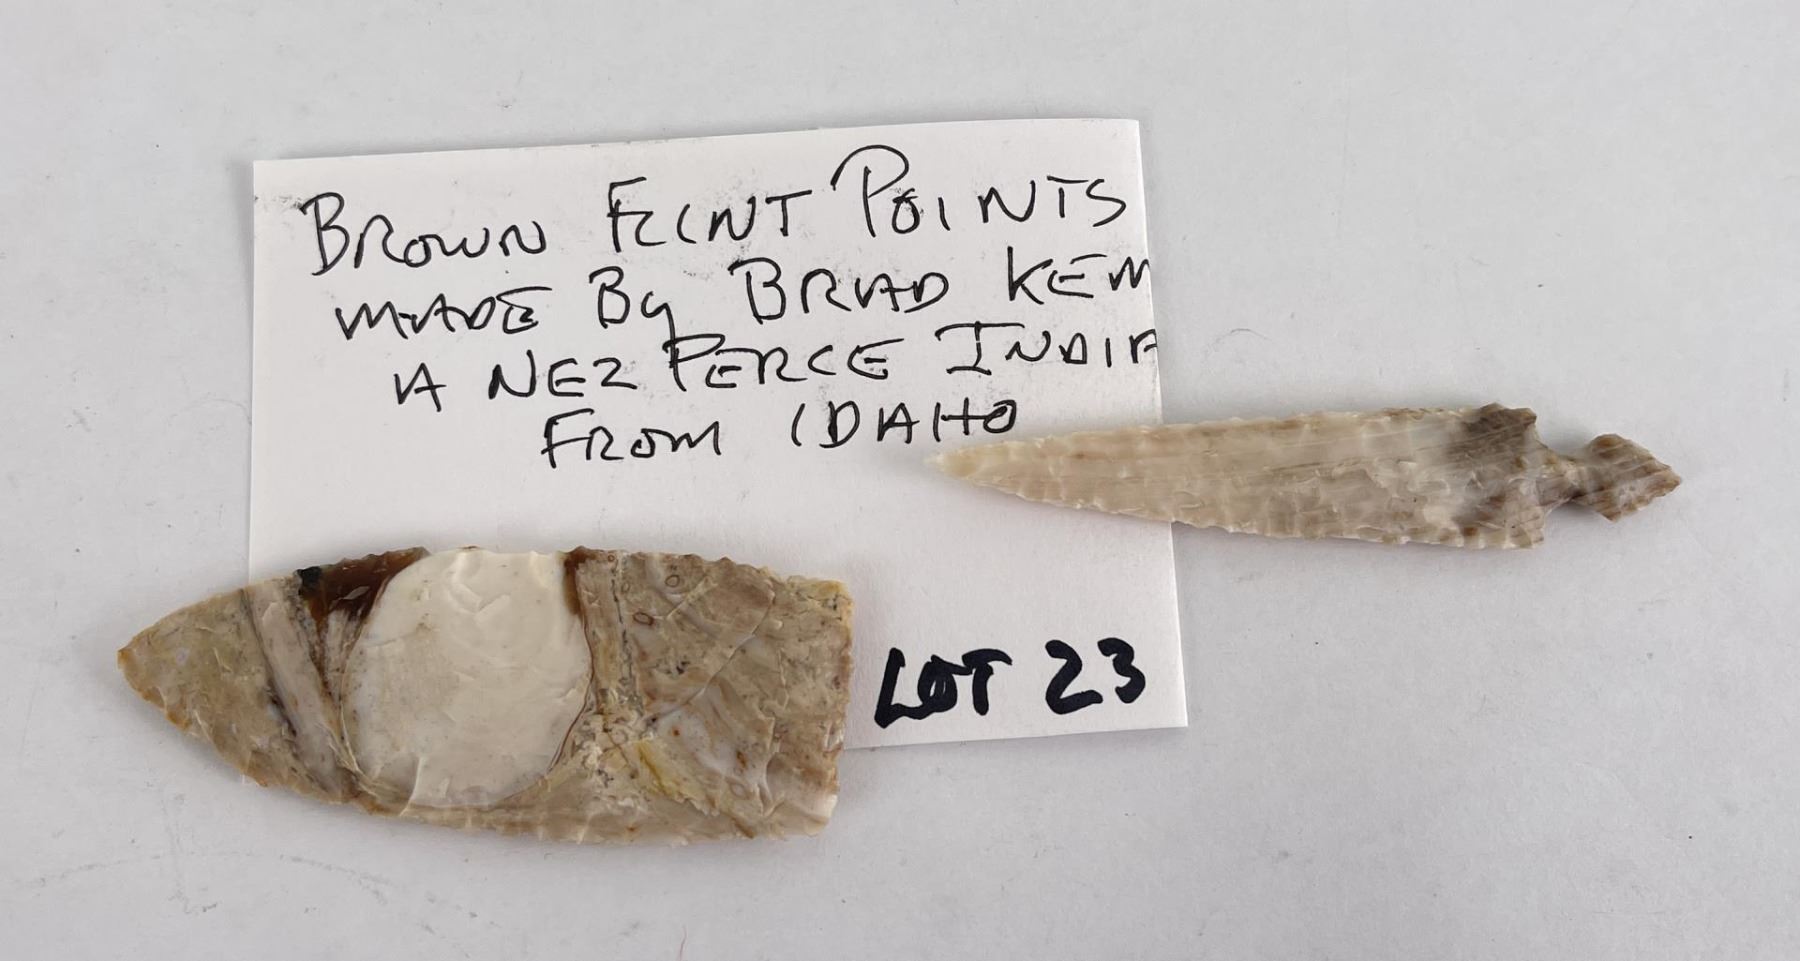 BROWN FLINT POINTS
MADE By BRAD KEM
A NEZ PERCE INDIA
FROM IDAHO
LOT 23